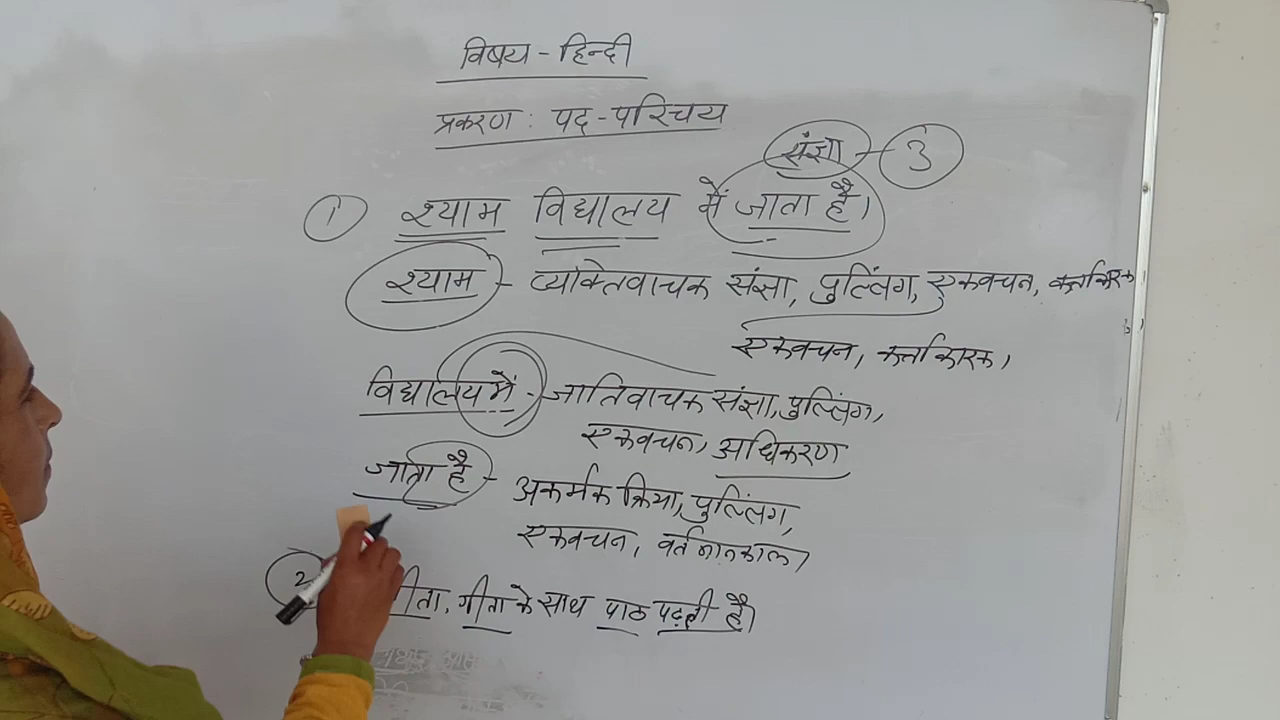 विषय - हिन्दी
प्रकरण : पद-परिचय
संज्ञा - 3
1 श्याम विद्यालय में जाता है।
श्याम - व्यक्तिवाचक संज्ञा, पुल्लिंग, एकवचन, कर्त्ताकारक
एकवचन, कर्त्ताकारक,
विद्यालय में - जातिवाचक संज्ञा, पुल्लिंग,
एकवचन, अधिकरण
जाता है - अकर्मक क्रिया, पुल्लिंग,
एकवचन, वर्तमानकाल,
2 गीता के साथ पाठ पढ़ती है।